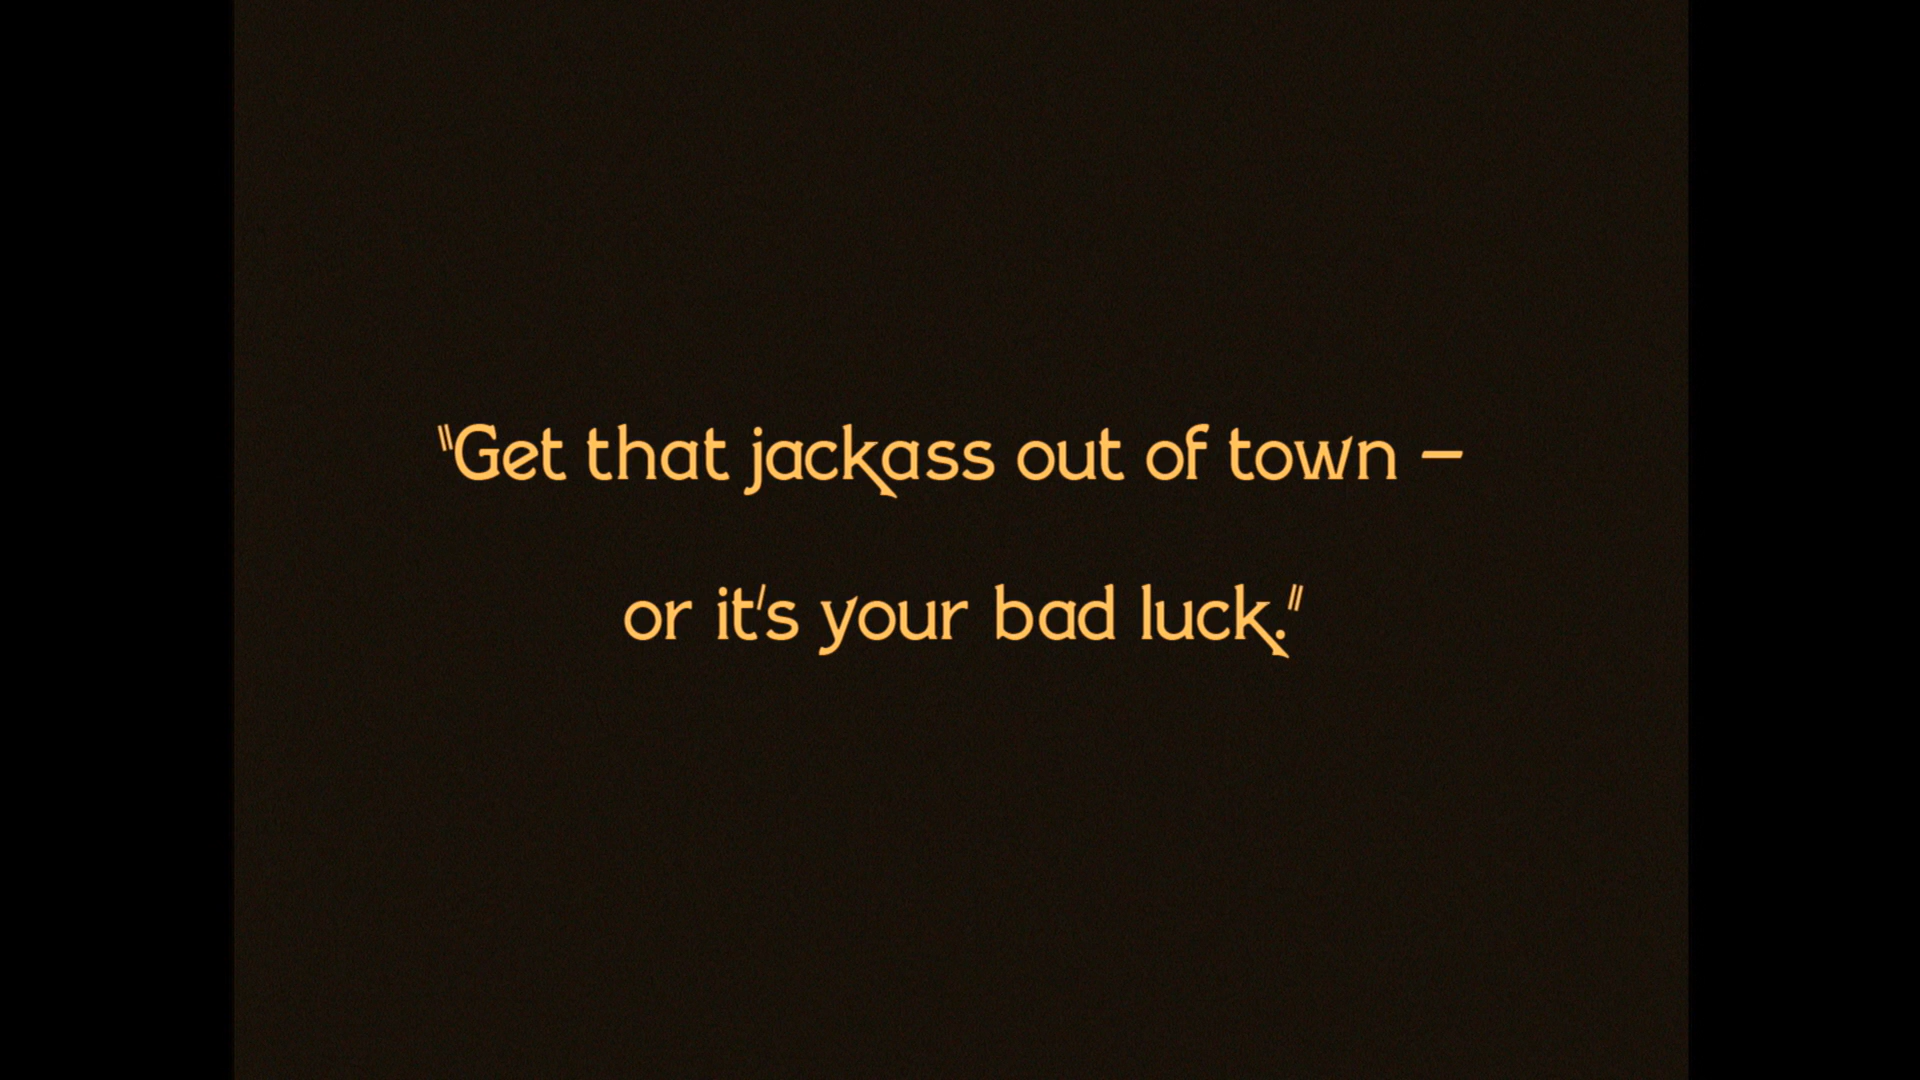 "Get that jackass out of town –
or it's your bad luck."